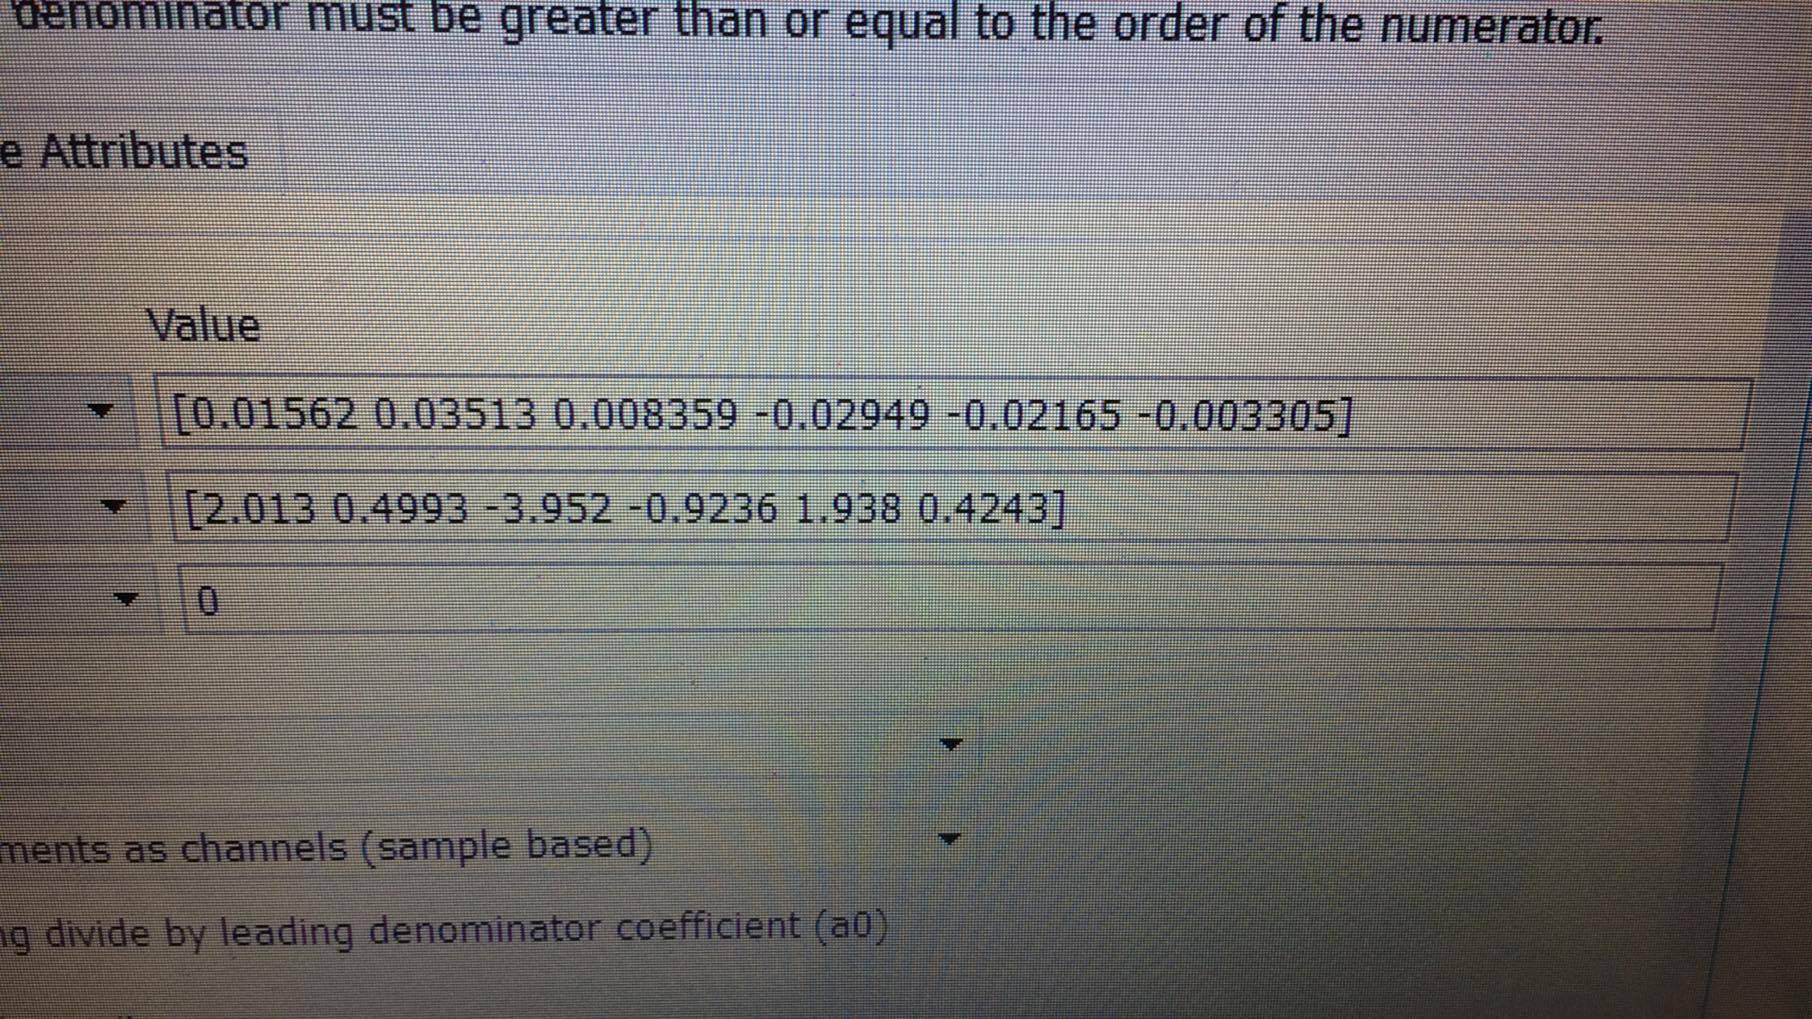 denominator must be greater than or equal to the order of the numerator.
e Attributes
Value
[0.01562 0.03513 0.008359 -0.02949 -0.02165 -0.003305]
[2.013 0.4993 -3.952 -0.9236 1.938 0.4243]
0
ments as channels (sample based)
ng divide by leading denominator coefficient (a0)